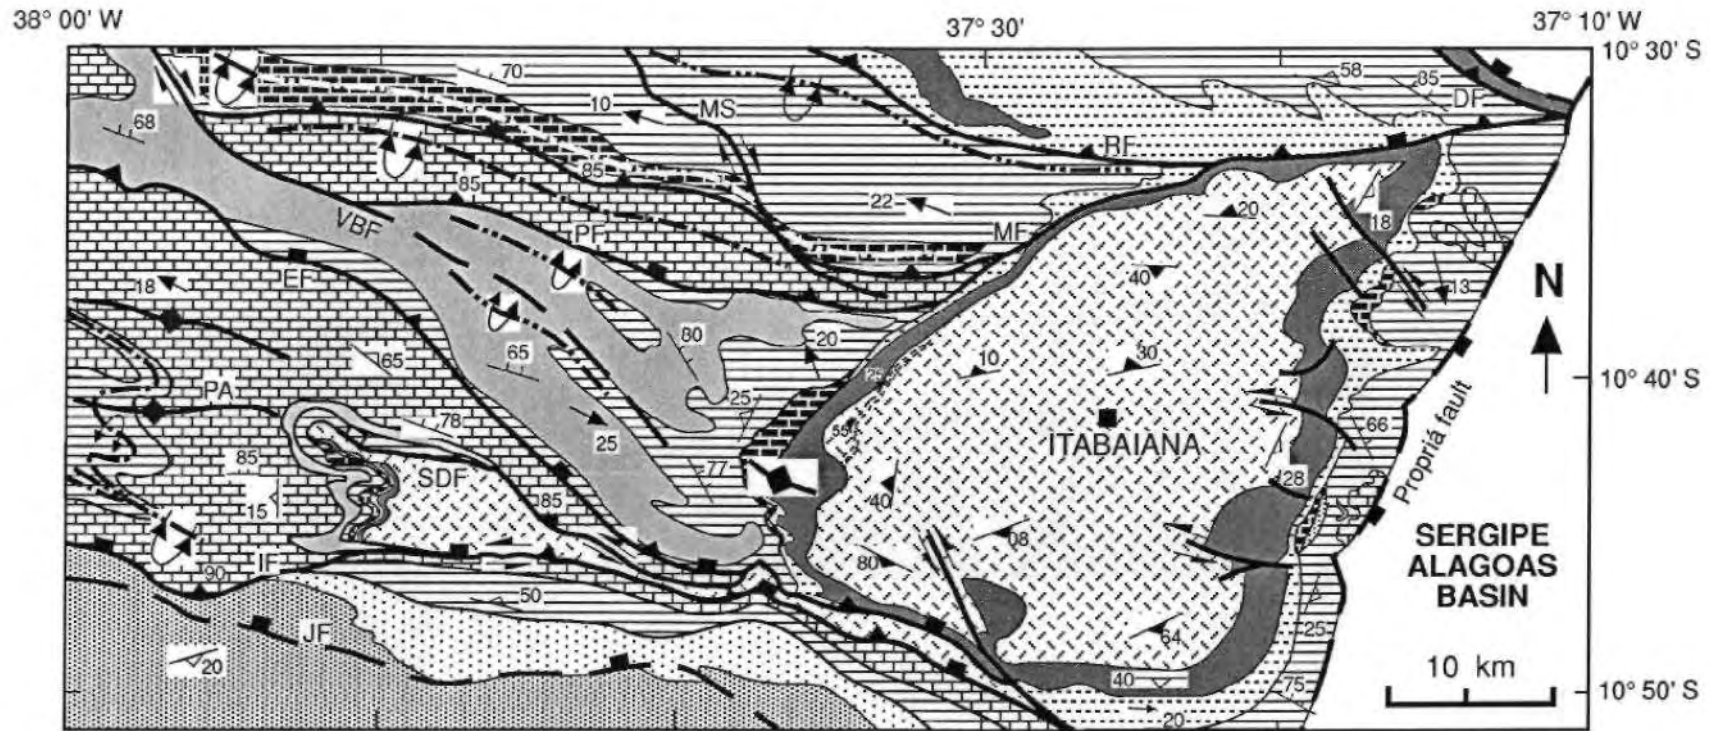 38° 00' W
37° 30'
37° 10' W
10° 30' S
70
58
85
DF
10
MS
68
RF
85
85
22
20
18
VBF
PF
MF
EF
40
13
N
18
80
20
65
65
10
30
25
10° 40' S
PA
25
78
55
ITABAIANA
66
25
Propriá fault
85
SDF
77
28
40
15
85
SERGIPE
ALAGOAS
BASIN
08
IF
80
90
50
JF
64
25
20
10 km
40
75
10° 50' S
20